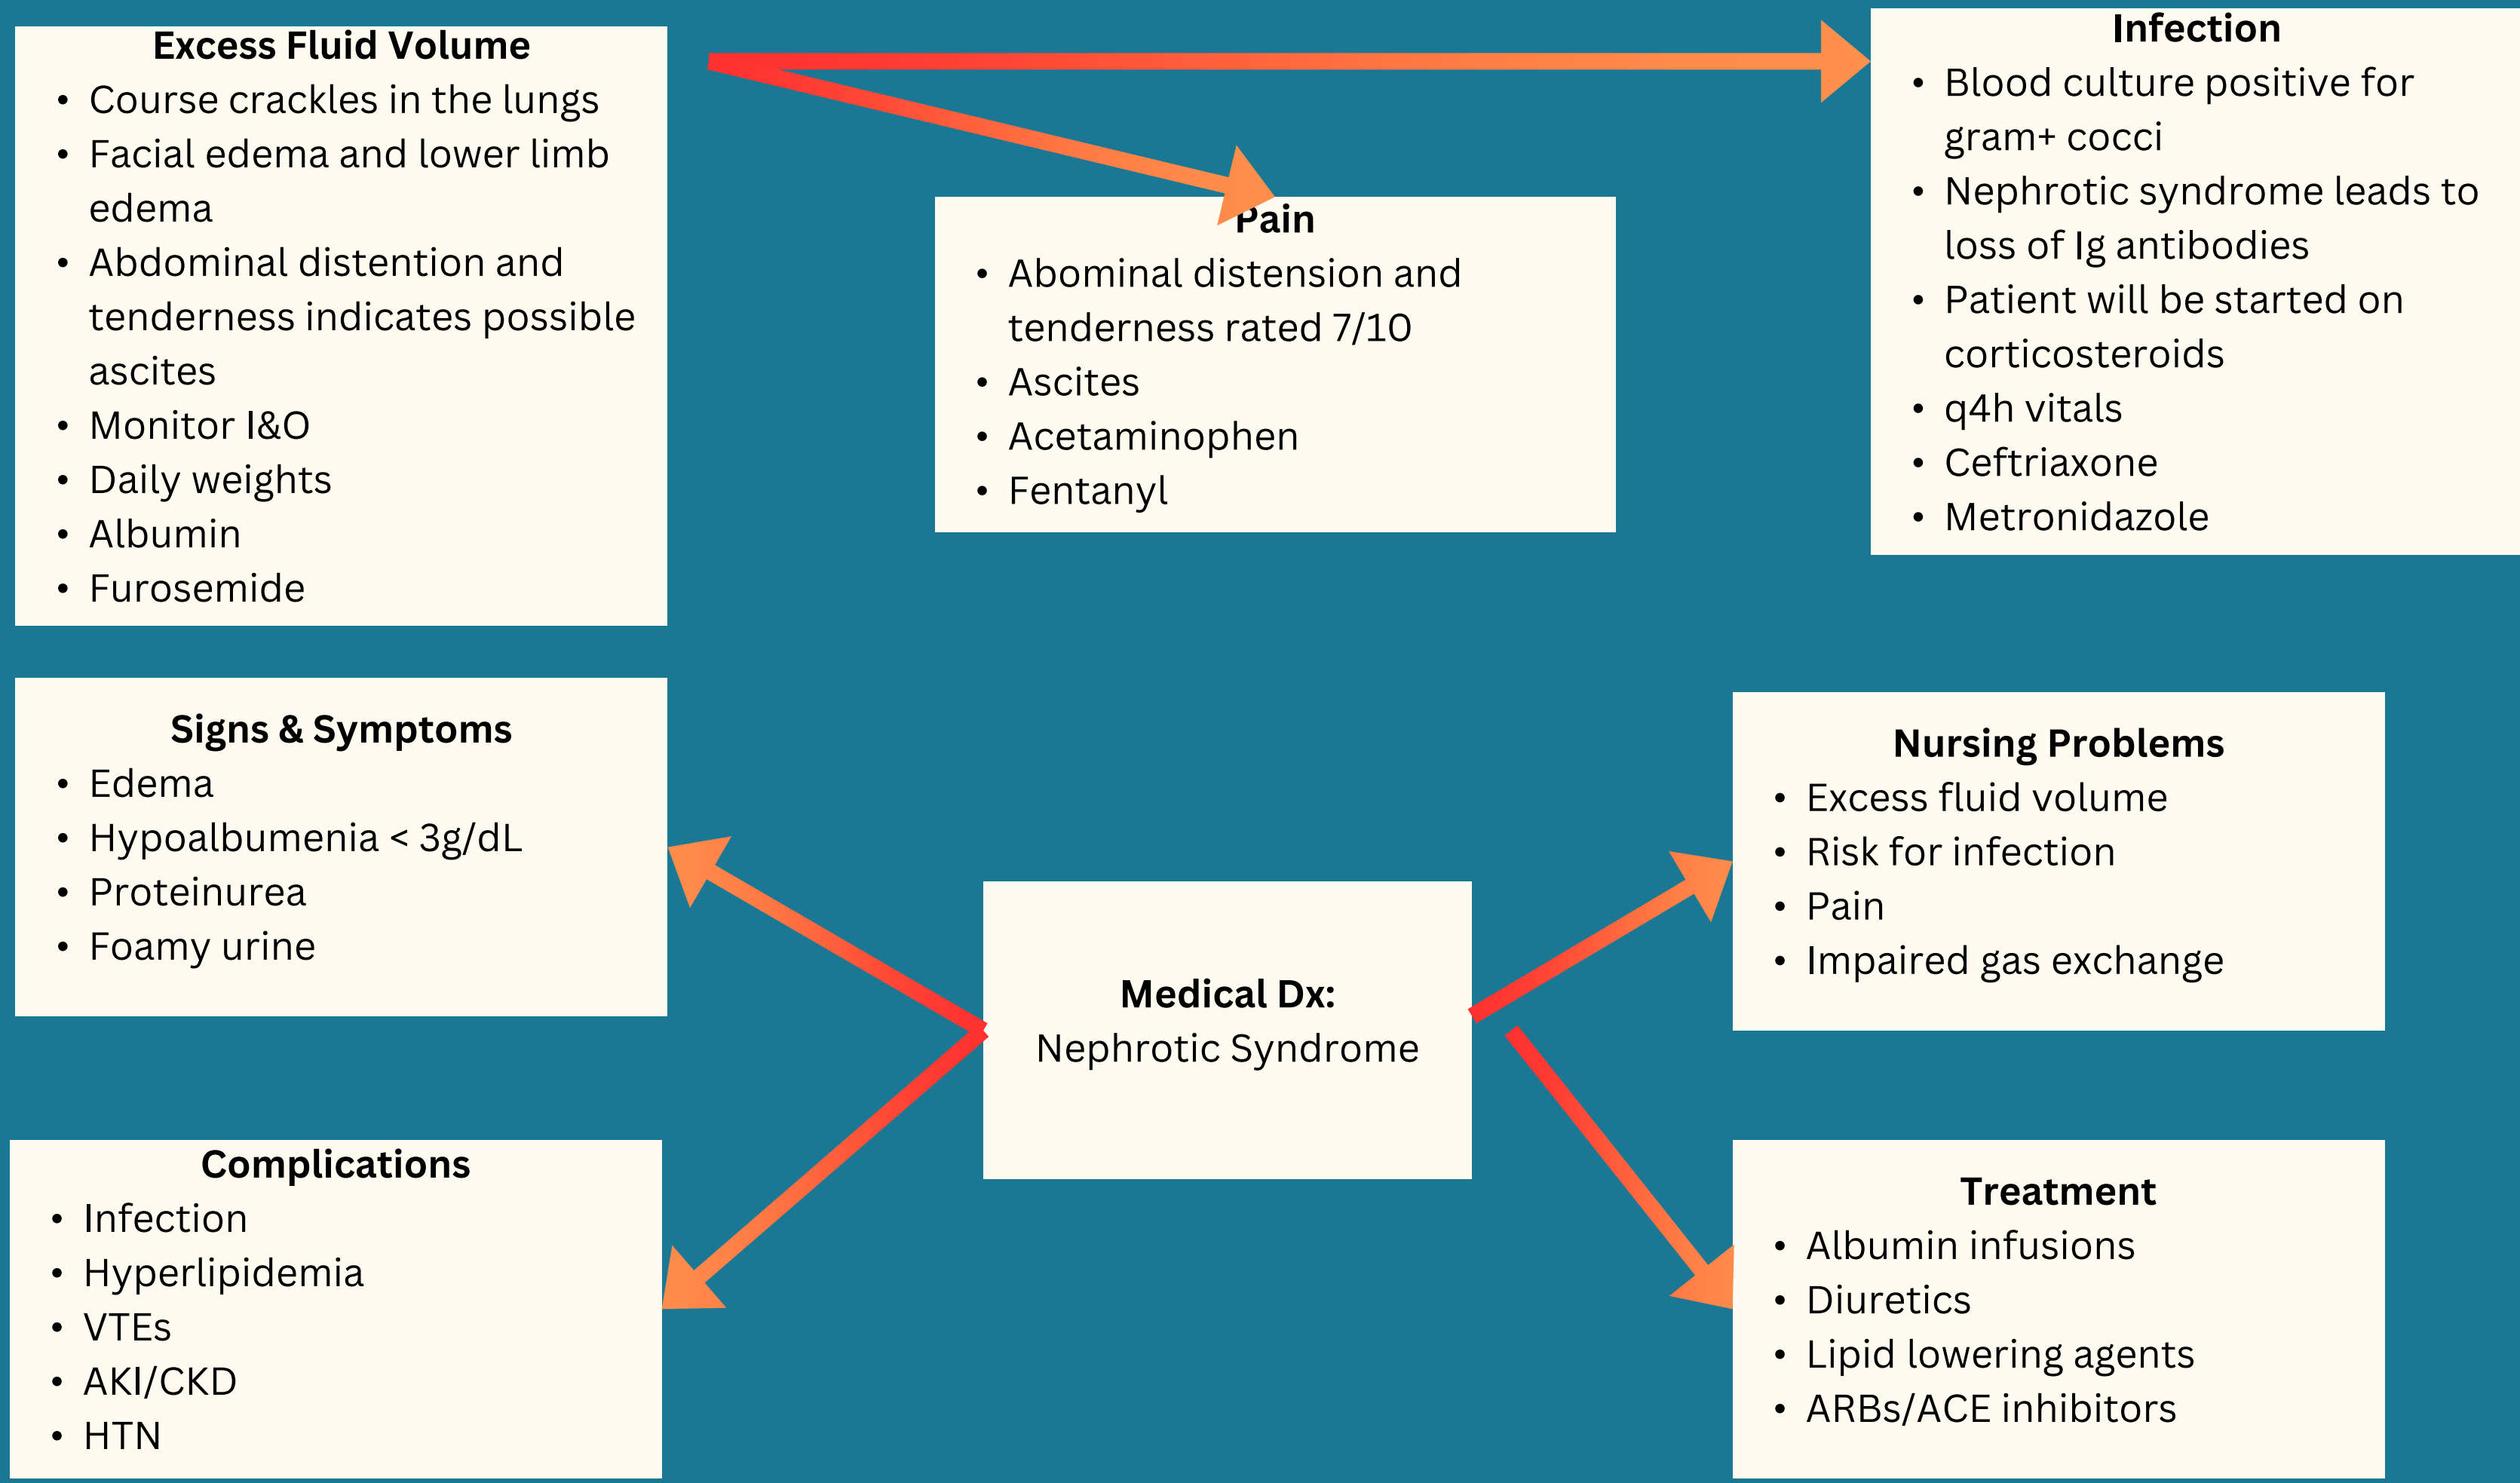 Excess Fluid Volume
• Course crackles in the lungs
• Facial edema and lower limb
edema
• Abdominal distention and
tenderness indicates possible
ascites
• Monitor I&O
• Daily weights
• Albumin
• Furosemide
Pain
• Abominal distension and
tenderness rated 7/10
• Ascites
• Acetaminophen
• Fentanyl
Infection
• Blood culture positive for
gram+ cocci
• Nephrotic syndrome leads to
loss of Ig antibodies
• Patient will be started on
corticosteroids
• q4h vitals
• Ceftriaxone
• Metronidazole
Signs & Symptoms
• Edema
• Hypoalbumenia < 3g/dL
• Proteinurea
• Foamy urine
Medical Dx:
Nephrotic Syndrome
Nursing Problems
• Excess fluid volume
• Risk for infection
• Pain
• Impaired gas exchange
Complications
• Infection
• Hyperlipidemia
• VTEs
• AKI/CKD
• HTN
Treatment
• Albumin infusions
• Diuretics
• Lipid lowering agents
• ARBs/ACE inhibitors